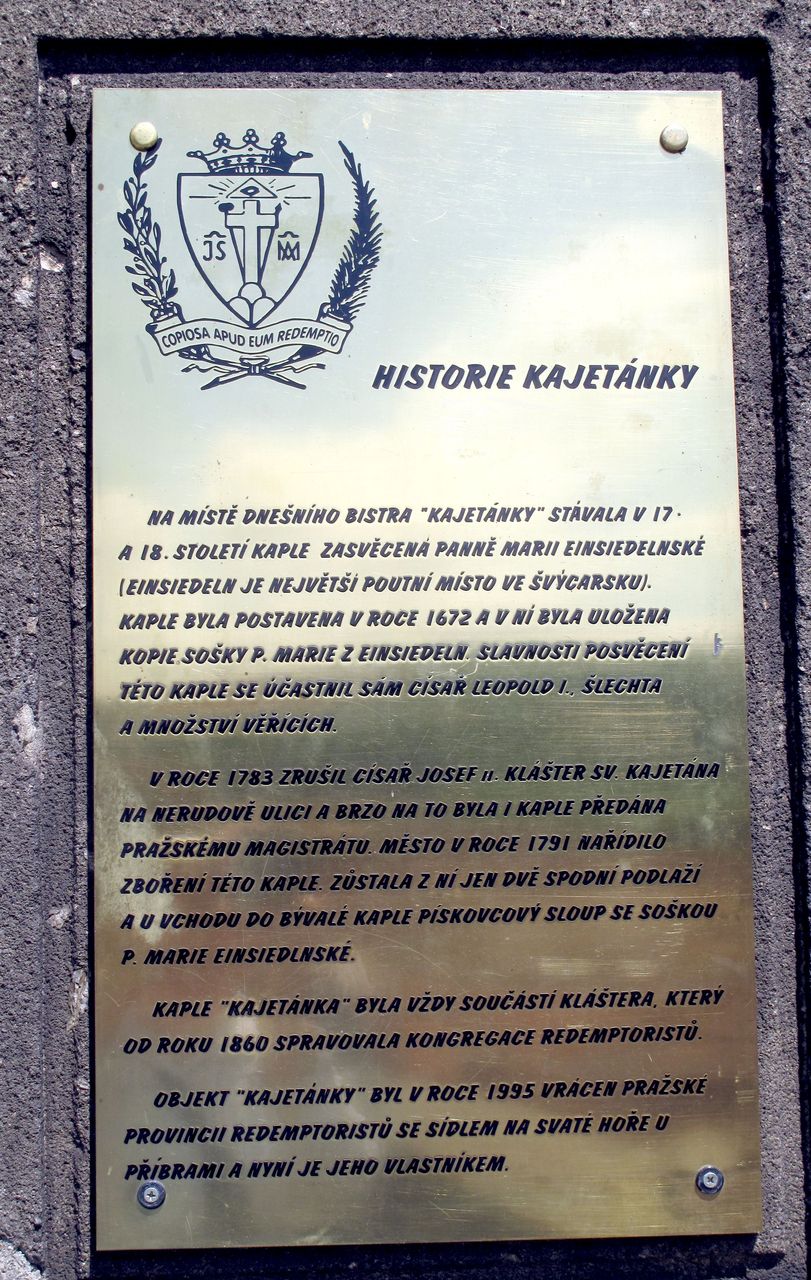 JS MA
COPIOSA APUD EUM REDEMPTIO
HISTORIE KAJETÁNKY
NA MÍSTĚ DNEŠNÍHO BISTRA "KAJETÁNKY" STÁVALA V 17.
A 18. STOLETÍ KAPLE ZASVĚCENÁ PANNĚ MARII EINSIEDELNSKÉ
(EINSIEDELN JE NEJVĚTŠÍ POUTNÍ MÍSTO VE ŠVÝCARSKU).
KAPLE BYLA POSTAVENA V ROCE 1672 A V NÍ BYLA ULOŽENA
KOPIE SOŠKY P. MARIE Z EINSIEDELN. SLAVNOSTI POSVĚCENÍ
TÉTO KAPLE SE ÚČASTNIL SÁM CÍSAŘ LEOPOLD I., ŠLECHTA
A MNOŽSTVÍ VĚŘÍCÍCH.
V ROCE 1783 ZRUŠIL CÍSAŘ JOSEF II. KLÁŠTER SV. KAJETÁNA
NA NERUDOVĚ ULICI A BRZO NA TO BYLA I KAPLE PŘEDÁNA
PRAŽSKÉMU MAGISTRÁTU. MĚSTO V ROCE 1791 NAŘÍDILO
ZBOŘENÍ TÉTO KAPLE. ZŮSTALA Z NÍ JEN DVĚ SPODNÍ PODLAŽÍ
A U VCHODU DO BÝVALÉ KAPLE PÍSKOVCOVÝ SLOUP SE SOŠKOU
P. MARIE EINSIEDLNSKÉ.
KAPLE "KAJETÁNKA" BYLA VŽDY SOUČÁSTÍ KLÁŠTERA, KTERÝ
OD ROKU 1860 SPRAVOVALA KONGREGACE REDEMPTORISTŮ.
OBJEKT "KAJETÁNKY" BYL V ROCE 1995 VRÁCEN PRAŽSKÉ
PROVINCII REDEMPTORISTŮ SE SÍDLEM NA SVATÉ HOŘE U
PŘÍBRAMI A NYNÍ JE JEHO VLASTNÍKEM.